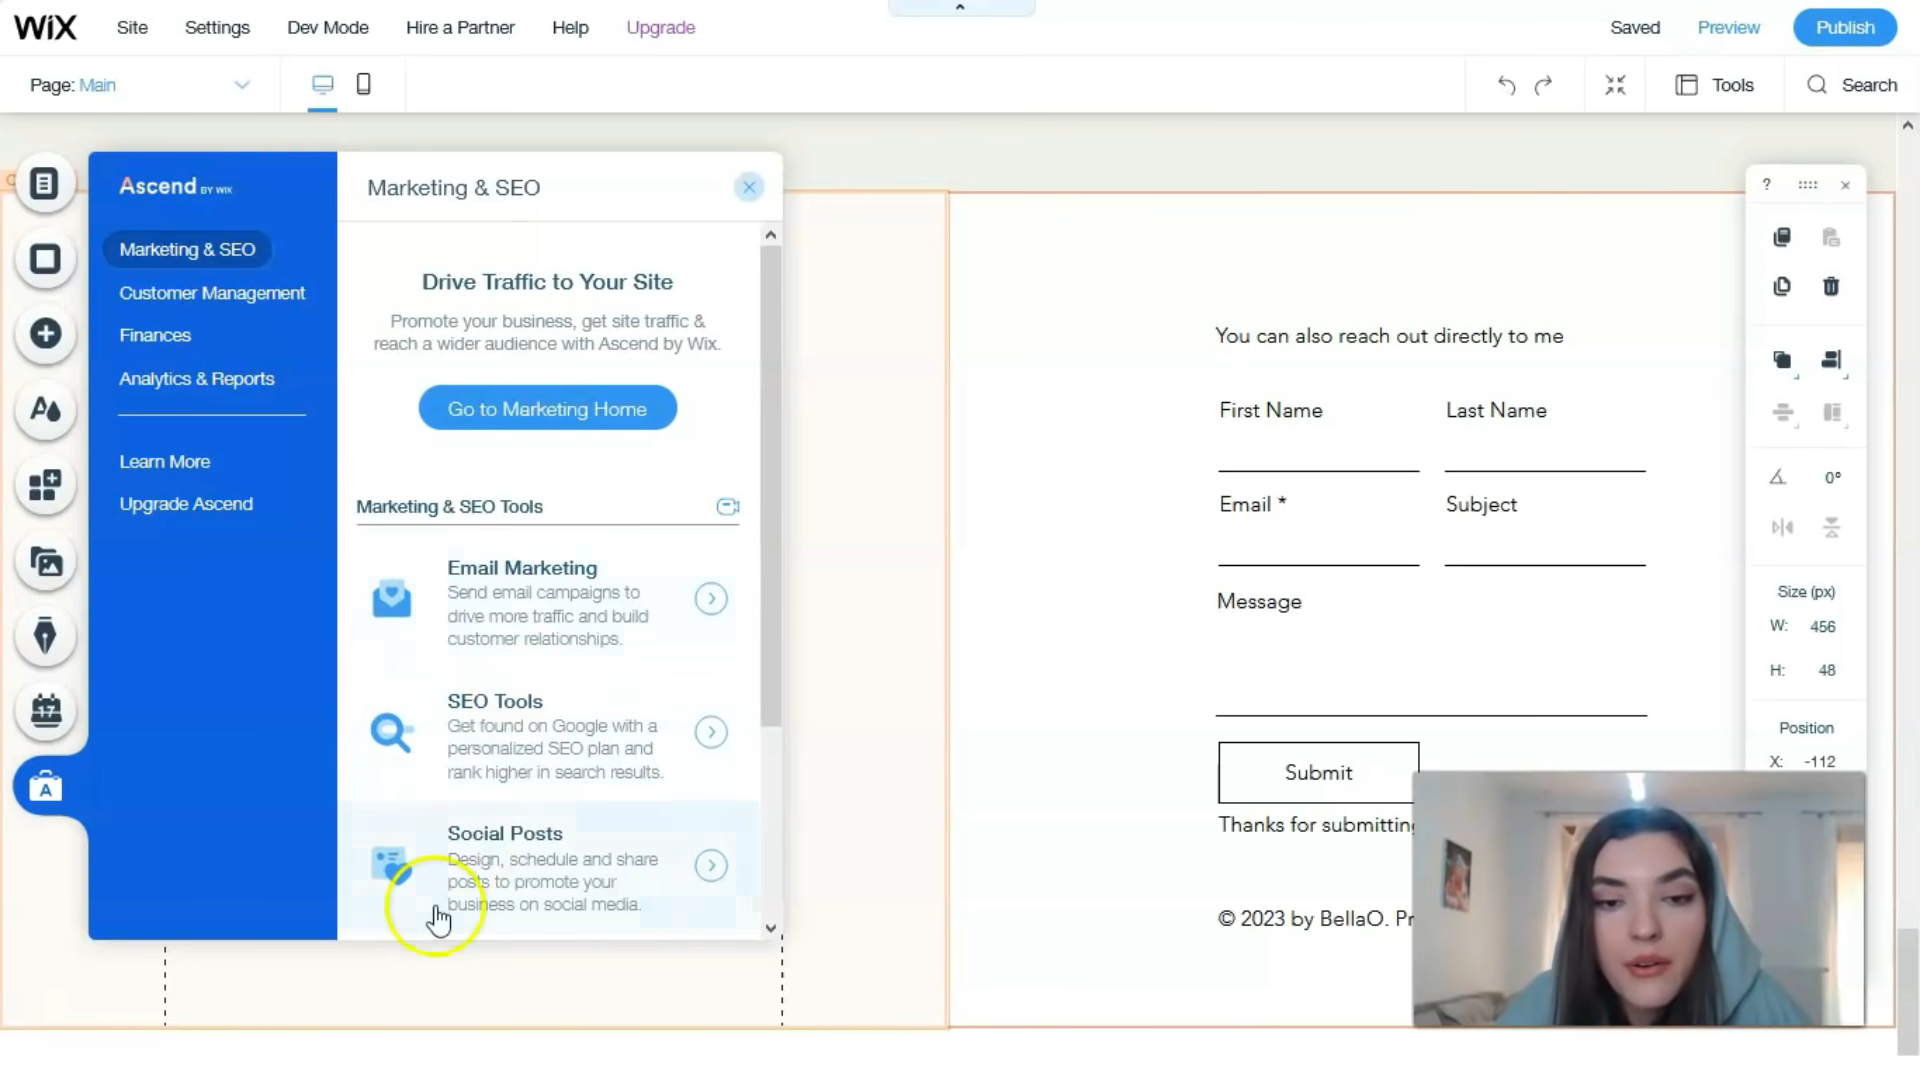 WiX Site Settings Dev Mode Hire a Partner Help Upgrade Saved Preview Publish
Page: Main Tools Search
Ascend BY WIX
Marketing & SEO
Customer Management
Finances
Analytics & Reports
Learn More
Upgrade Ascend
Marketing & SEO
Drive Traffic to Your Site
Promote your business, get site traffic &
reach a wider audience with Ascend by Wix.
Go to Marketing Home
Marketing & SEO Tools
Email Marketing
Send email campaigns to
drive more traffic and build
customer relationships.
SEO Tools
Get found on Google with a
personalized SEO plan and
rank higher in search results.
Social Posts
Design, schedule and share
posts to promote your
business on social media.
17
A
You can also reach out directly to me
First Name Last Name
Email * Subject
Message
Submit
Thanks for submitting
© 2023 by BellaO. Pr
?
0°
Size (px)
W: 456
H: 48
Position
X: -112